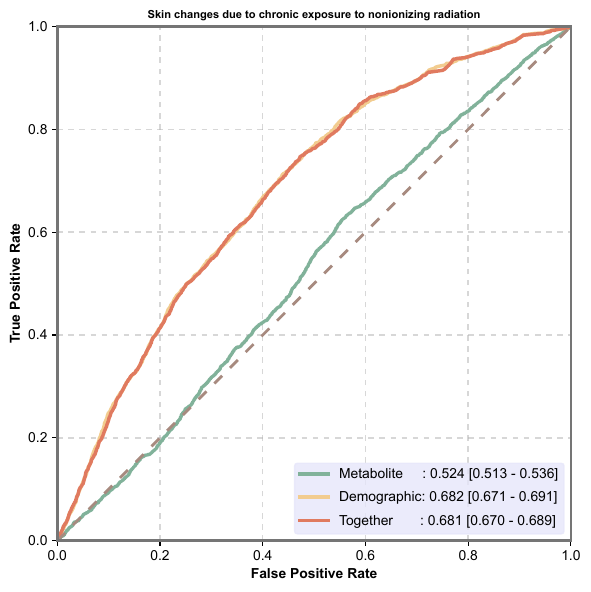 Skin changes due to chronic exposure to nonionizing radiation
1.0
0.8
0.6
0.4
0.2
0.0
True Positive Rate
Metabolite : 0.524 [0.513 - 0.536]
Demographic: 0.682 [0.671 - 0.691]
Together : 0.681 [0.670 - 0.689]
0.0 0.2 0.4 0.6 0.8 1.0
False Positive Rate